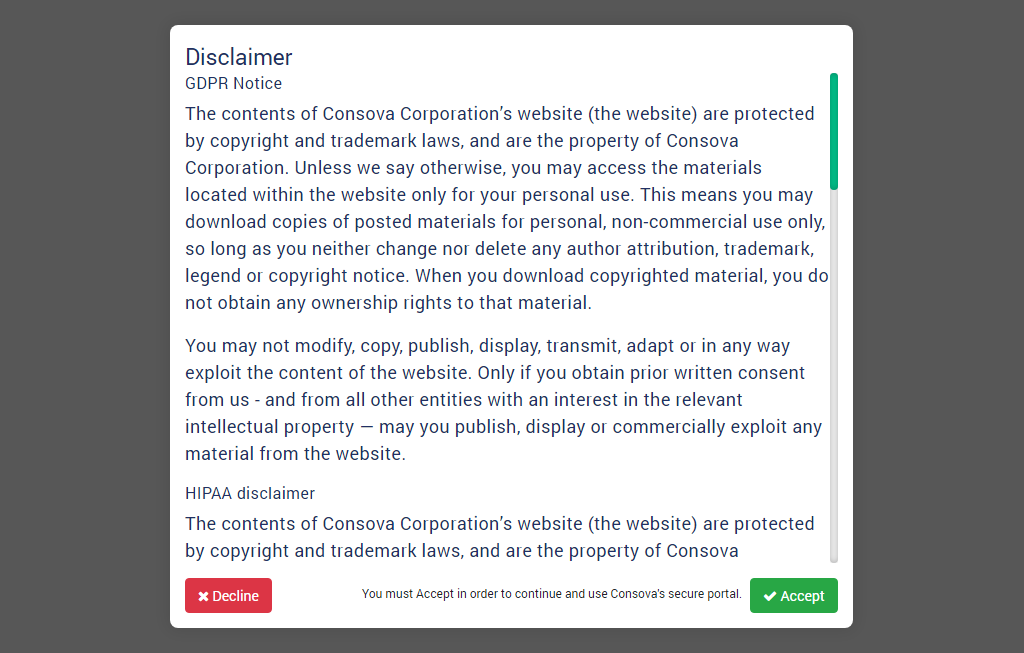 Disclaimer
GDPR Notice
The contents of Consova Corporation’s website (the website) are protected
by copyright and trademark laws, and are the property of Consova
Corporation. Unless we say otherwise, you may access the materials
located within the website only for your personal use. This means you may
download copies of posted materials for personal, non-commercial use only,
so long as you neither change nor delete any author attribution, trademark,
legend or copyright notice. When you download copyrighted material, you do
not obtain any ownership rights to that material.
You may not modify, copy, publish, display, transmit, adapt or in any way
exploit the content of the website. Only if you obtain prior written consent
from us - and from all other entities with an interest in the relevant
intellectual property — may you publish, display or commercially exploit any
material from the website.
HIPAA disclaimer
The contents of Consova Corporation’s website (the website) are protected
by copyright and trademark laws, and are the property of Consova
Decline
You must Accept in order to continue and use Consova's secure portal.
Accept